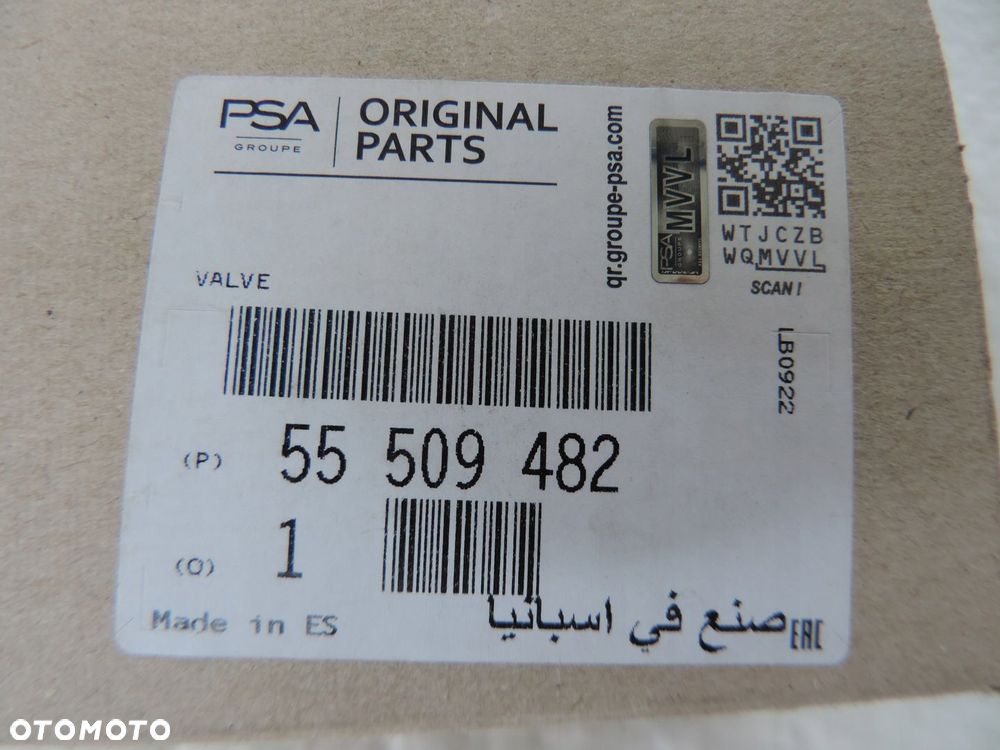 PSA
GROUPE
ORIGINAL
PARTS
qr.groupe-psa.com
MVVL
PSA
GROUPE
WTJCZB
WQMVVL
SCAN !
VALVE
LB0922
(P) 55 509 482
(Q) 1
Made in ES
صنع في اسبانيا
EAC
OTOMOTO